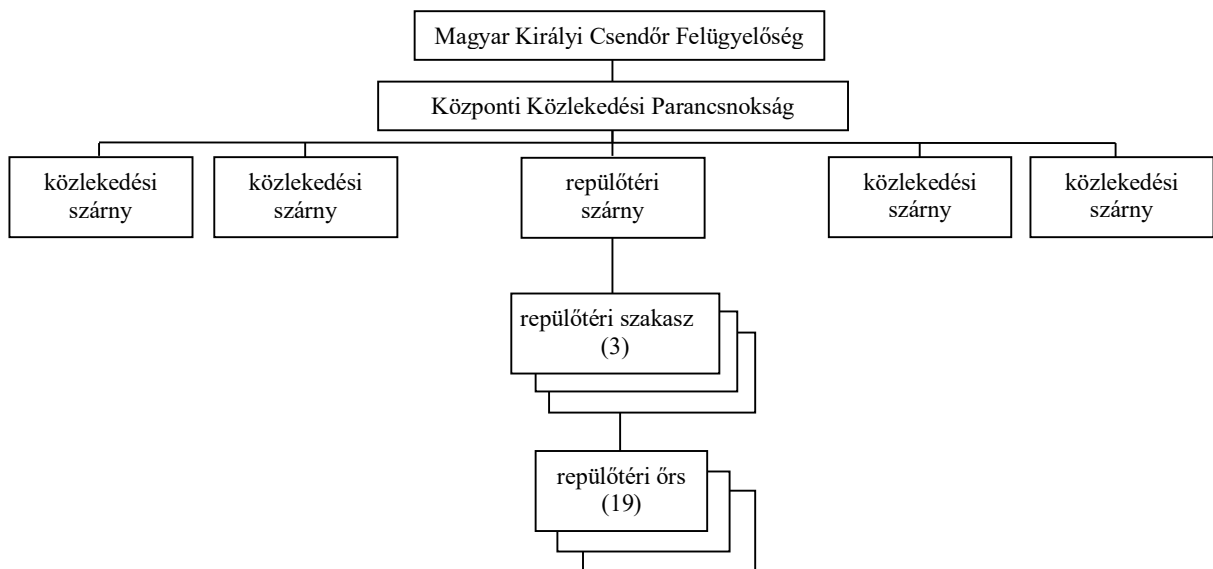 Magyar Királyi Csendőr Felügyelőség
Központi Közlekedési Parancsnokság
közlekedési
szárny
közlekedési
szárny
repülőtéri
szárny
közlekedési
szárny
közlekedési
szárny
repülőtéri szakasz
(3)
repülőtéri őrs
(19)